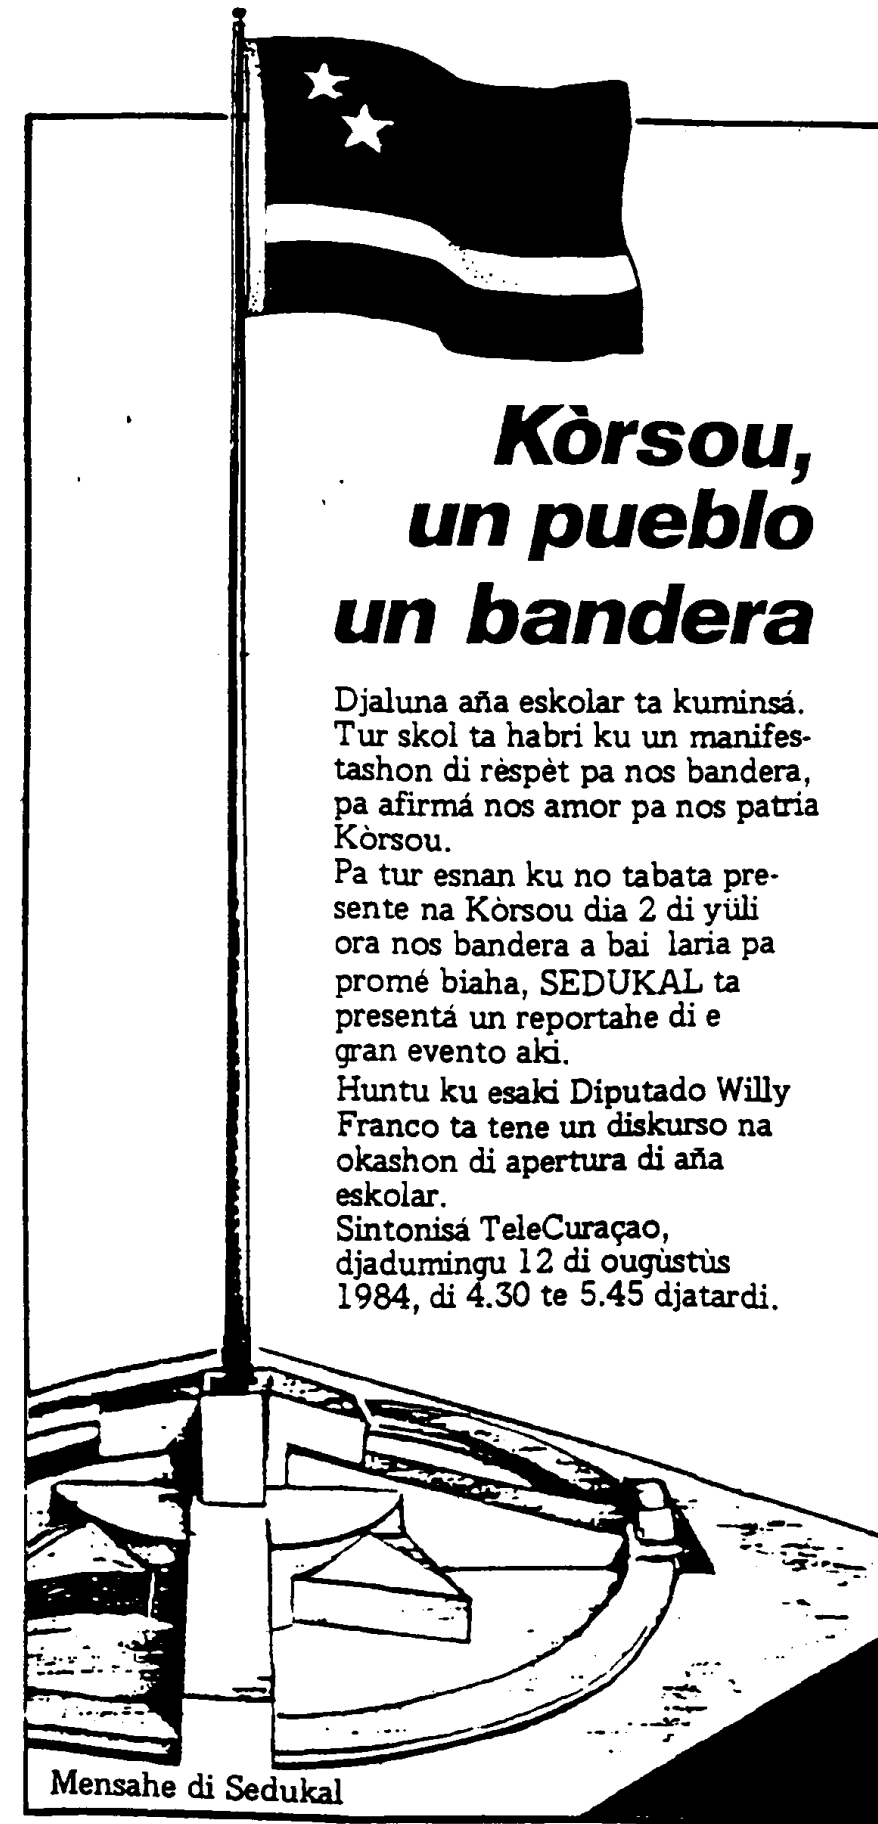 Kòrsou,
un pueblo
un bandera
Djaluna aña eskolar ta kuminsá.
Tur skol ta habri ku un manifes-
tashon di rèspèt pa nos bandera,
pa afirmá nos amor pa nos patria
Kòrsou.
Pa tur esnan ku no tabata pre-
sente na Kòrsou dia 2 di yüli
ora nos bandera a bai laria pa
promé biaha, SEDUKAL ta
presentá un reportahe di e
gran evento aki.
Huntu ku esaki Diputado Willy
Franco ta tene un diskurso na
okashon di apertura di aña
eskolar.
Sintonisá TeleCuraçao,
djadumingu 12 di ougùstùs
1984, di 4.30 te 5.45 djatardi.
Mensahe di Sedukal